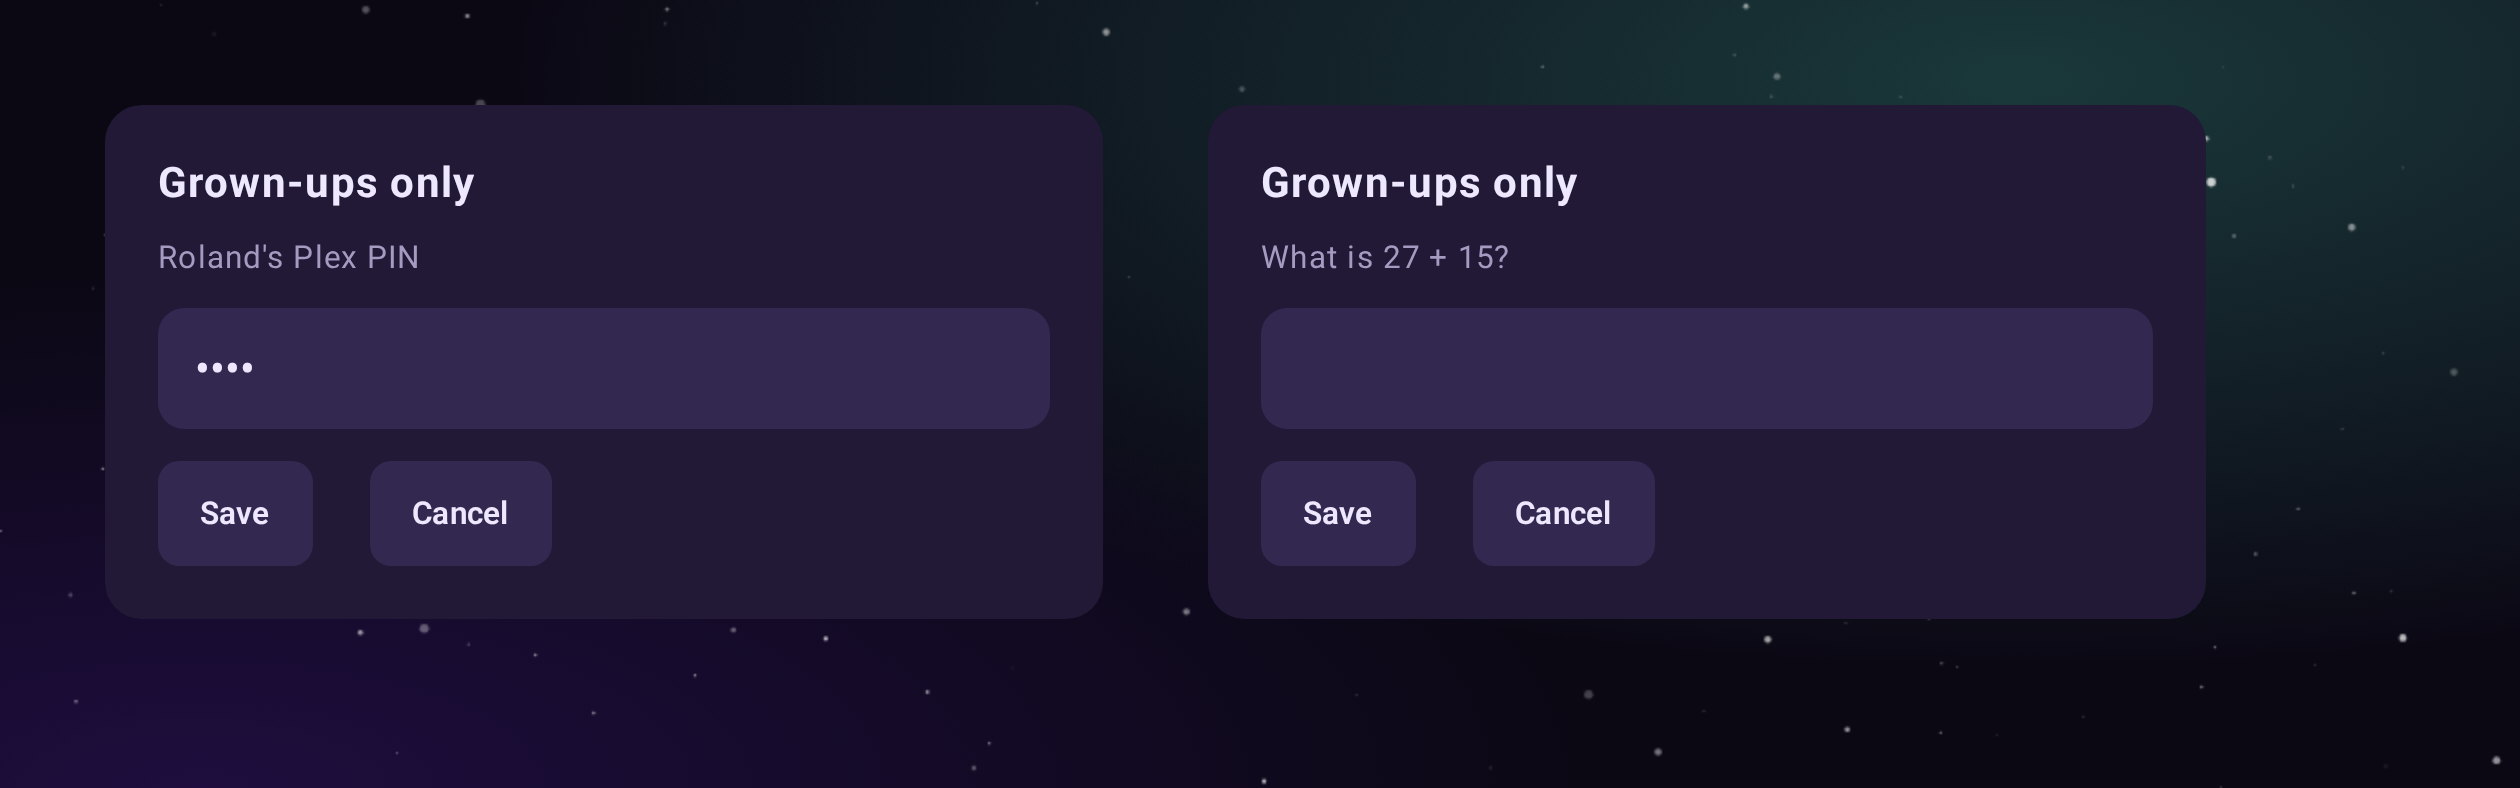 Grown-ups only
Roland's Plex PIN
••••
Save
Cancel
Grown-ups only
What is 27 + 15?
Save
Cancel